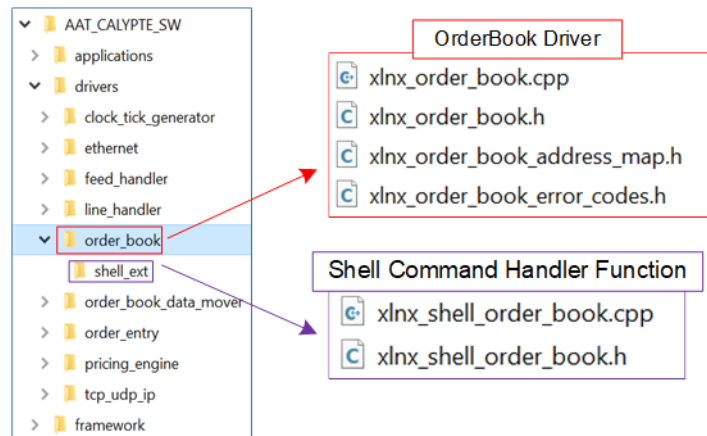 AAT_CALYPTE_SW
applications
drivers
clock_tick_generator
ethernet
feed_handler
line_handler
order_book
shell_ext
order_book_data_mover
order_entry
pricing_engine
tcp_udp_ip
framework
OrderBook Driver
xlnx_order_book.cpp
xlnx_order_book.h
xlnx_order_book_address_map.h
xlnx_order_book_error_codes.h
Shell Command Handler Function
xlnx_shell_order_book.cpp
xlnx_shell_order_book.h